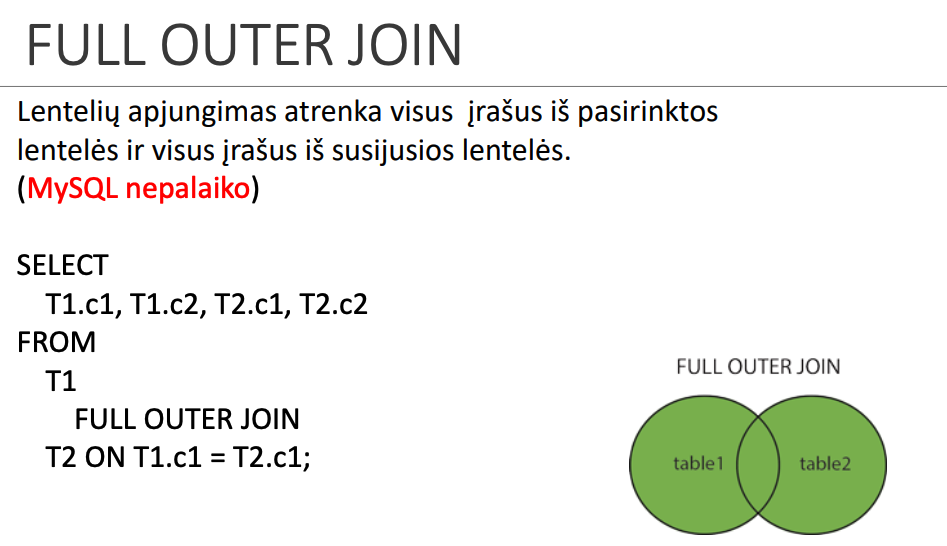 FULL OUTER JOIN
Lentelių apjungimas atrenka visus įrašus iš pasirinktos
lentelės ir visus įrašus iš susijusios lentelės.
(MySQL nepalaiko)
SELECT
T1.c1, T1.c2, T2.c1, T2.c2
FROM
T1
FULL OUTER JOIN
T2 ON T1.c1 = T2.c1;
FULL OUTER JOIN
table1
table2